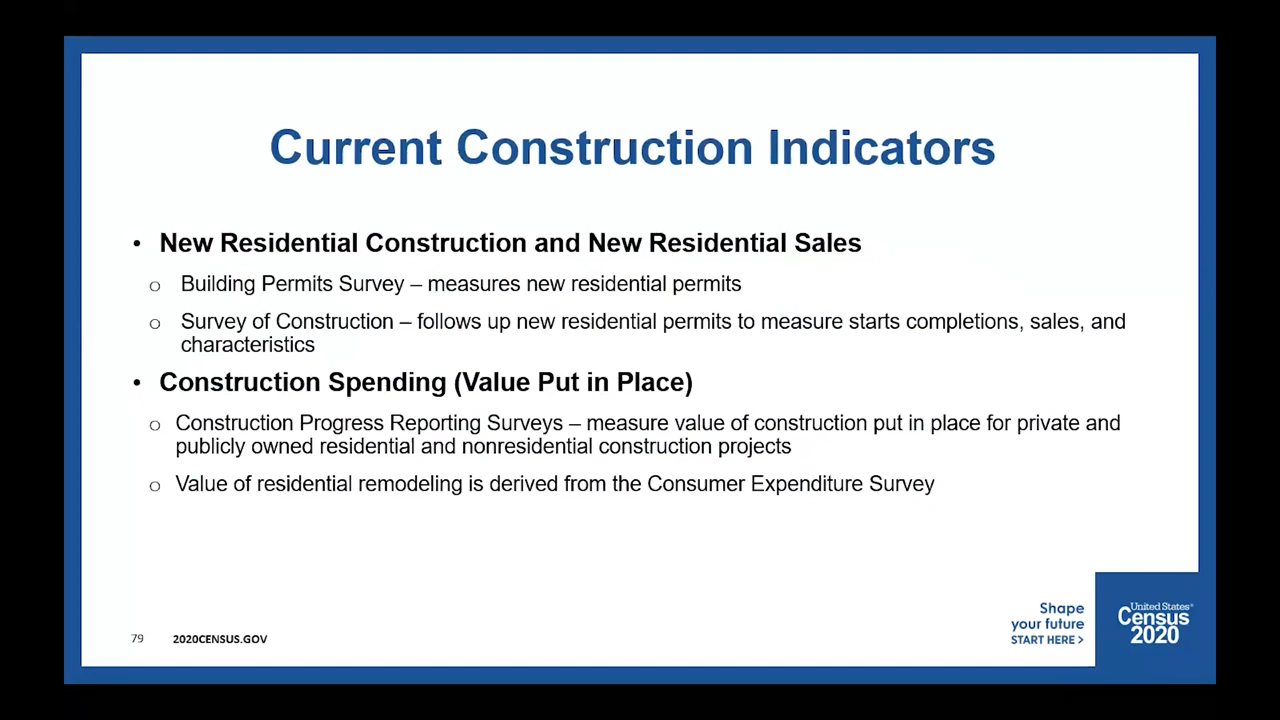 Current Construction Indicators
• New Residential Construction and New Residential Sales
o Building Permits Survey – measures new residential permits
o Survey of Construction – follows up new residential permits to measure starts completions, sales, and
characteristics
• Construction Spending (Value Put in Place)
o Construction Progress Reporting Surveys – measure value of construction put in place for private and
publicly owned residential and nonresidential construction projects
o Value of residential remodeling is derived from the Consumer Expenditure Survey
79 2020CENSUS.GOV
Shape
your future
START HERE >
United States®
Census
2020